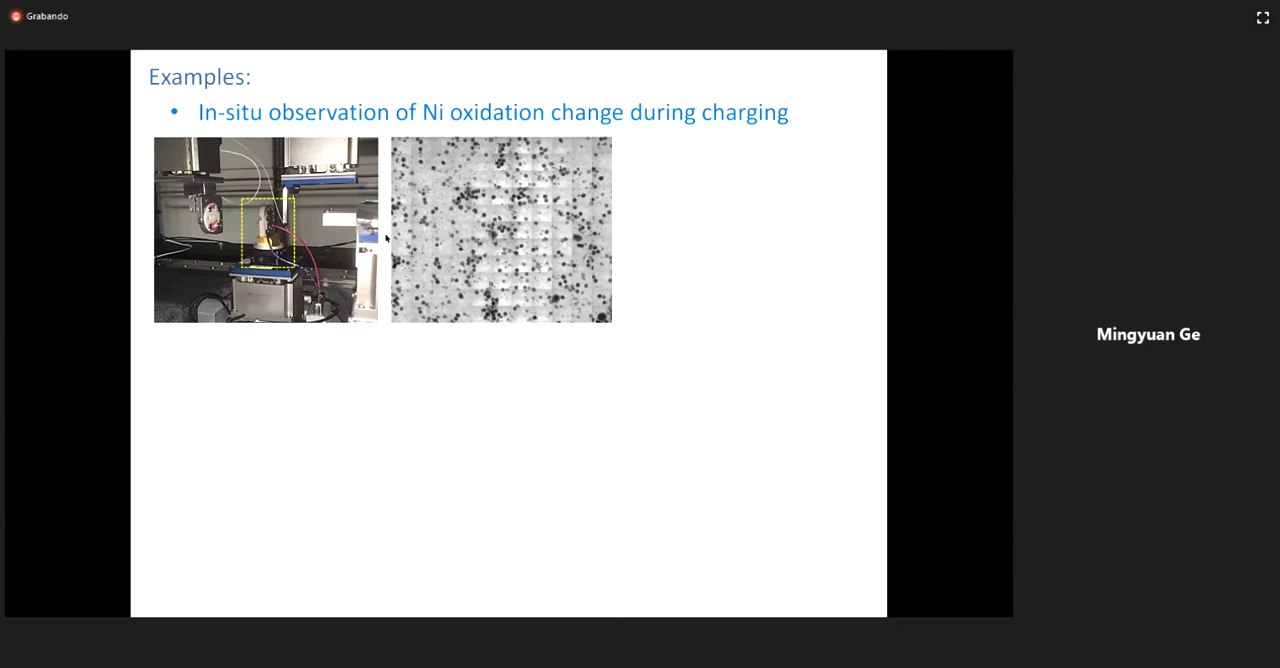 Grabando
Examples:
• In-situ observation of Ni oxidation change during charging
Mingyuan Ge